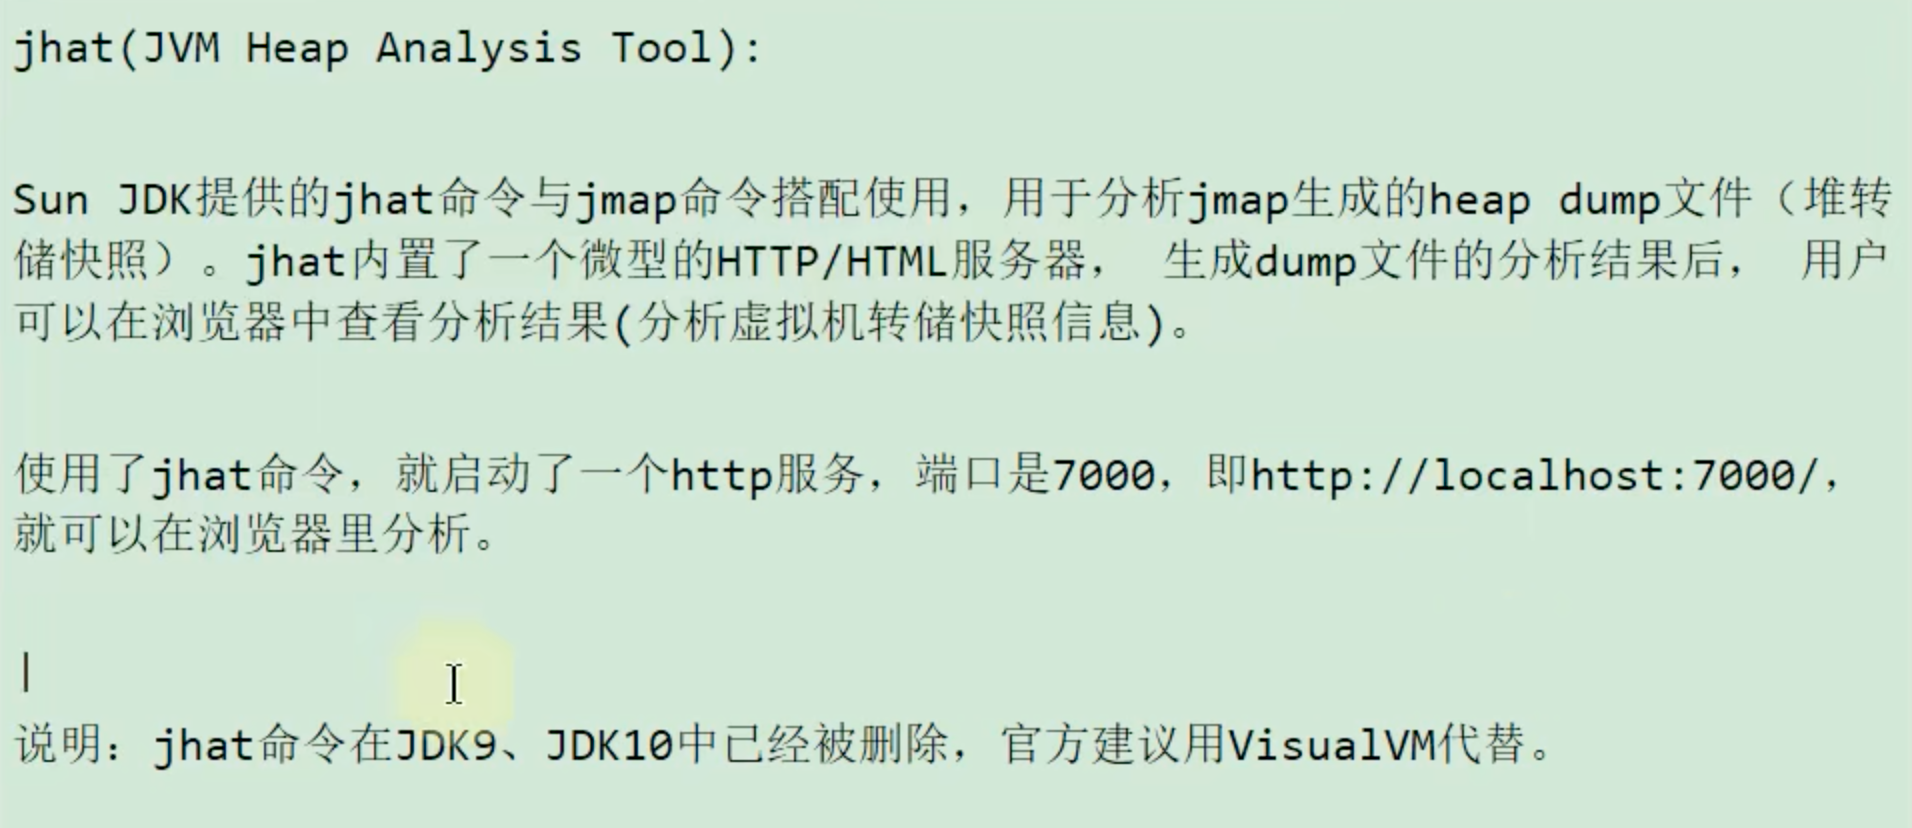 jhat(JVM Heap Analysis Tool):
Sun JDK提供的jhat命令与jmap命令搭配使用，用于分析jmap生成的heap dump文件（堆转
储快照）。jhat内置了一个微型的HTTP/HTML服务器， 生成dump文件的分析结果后， 用户
可以在浏览器中查看分析结果(分析虚拟机转储快照信息)。
使用了jhat命令，就启动了一个http服务，端口是7000，即http://localhost:7000/，
就可以在浏览器里分析。
说明：jhat命令在JDK9、JDK10中已经被删除，官方建议用VisualVM代替。